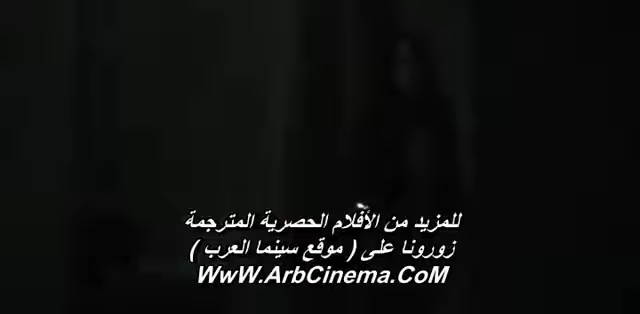 للمزيد من الأفلام الحصرية المترجمة
زورونا على ( موقع سينما العرب )
WwW.ArbCinema.CoM